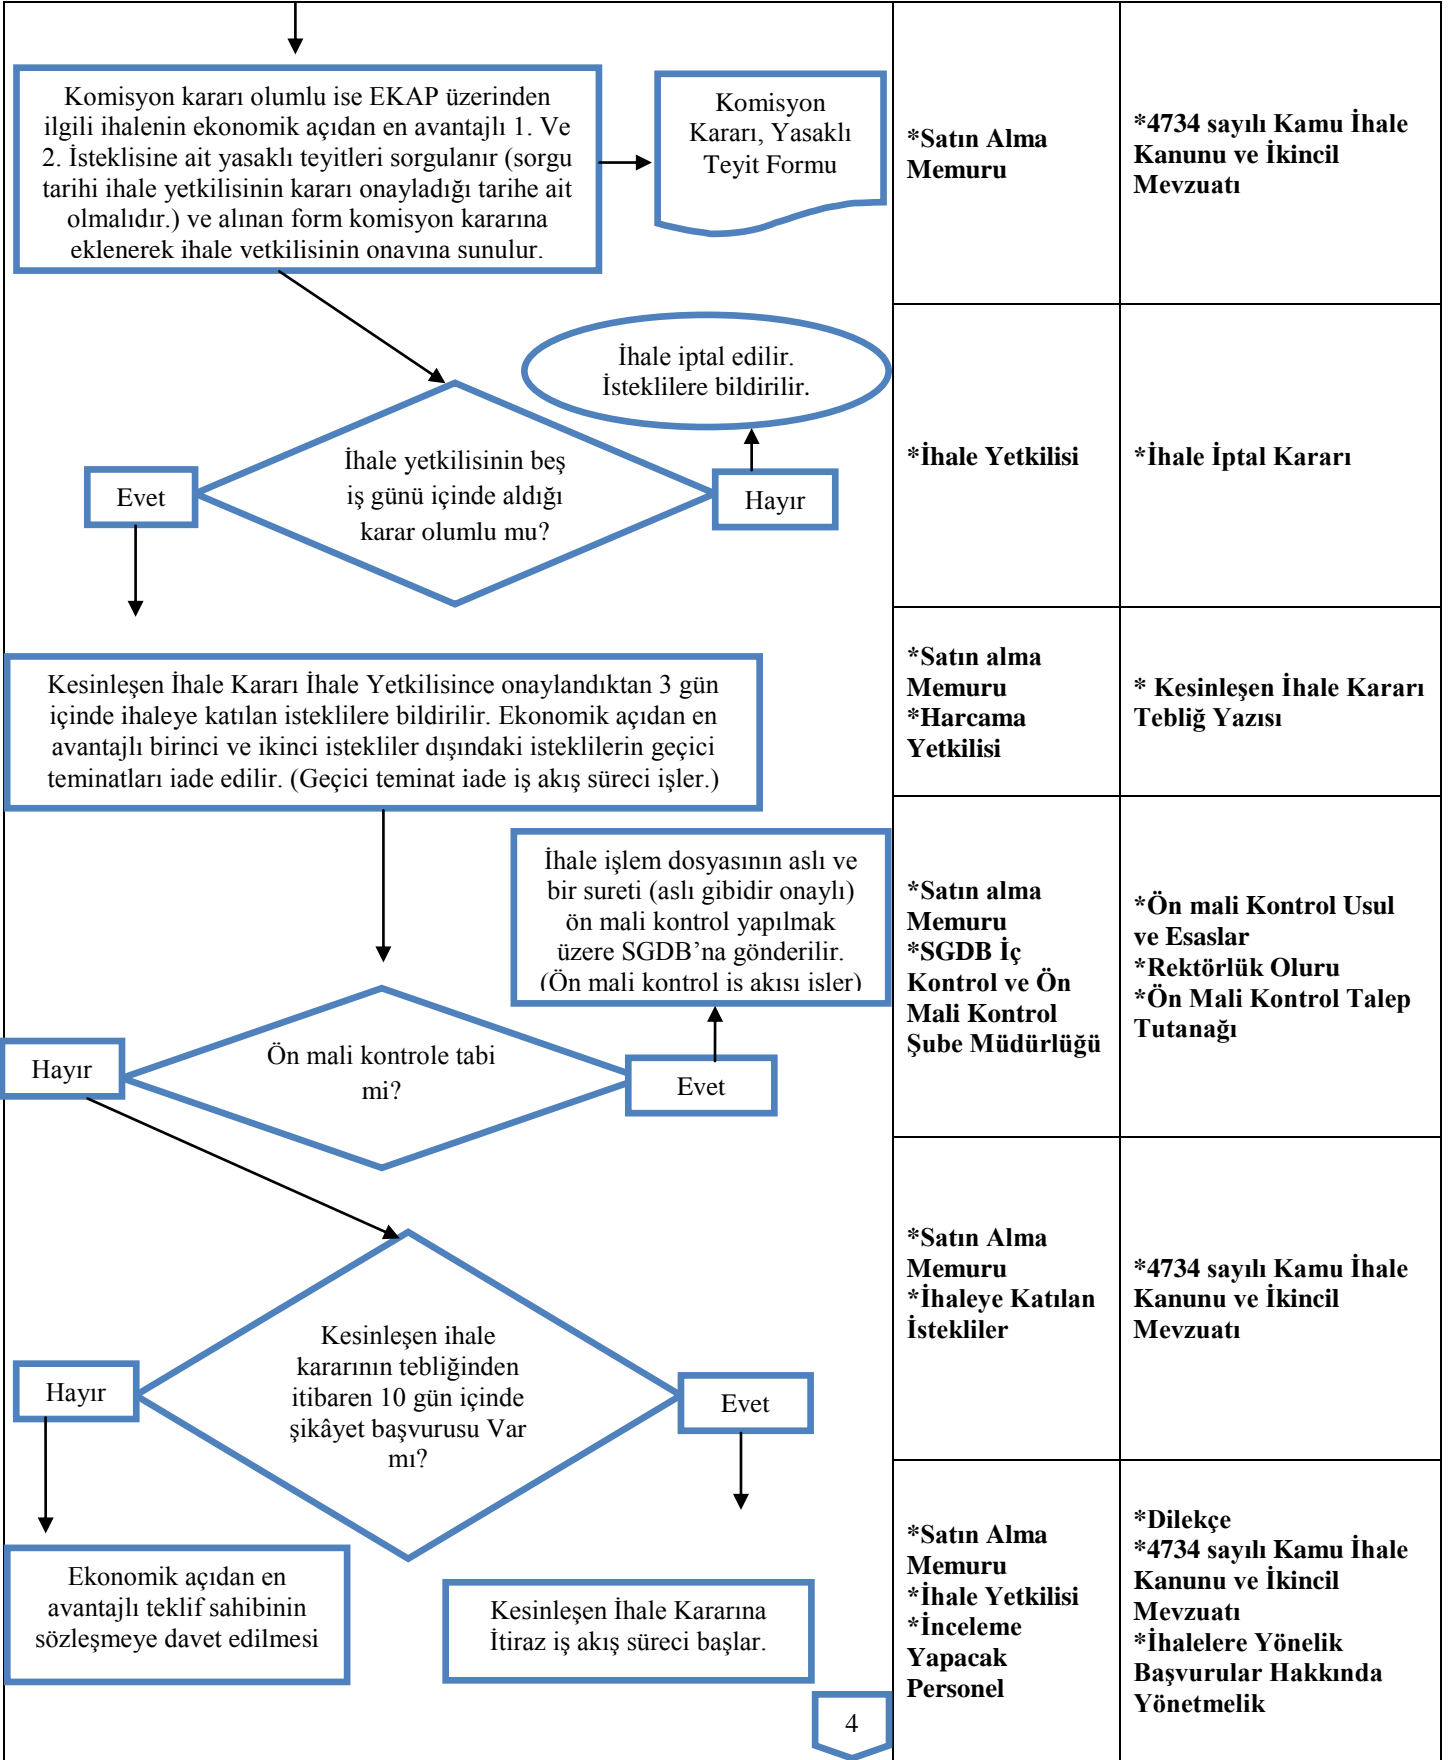 Komisyon kararı olumlu ise EKAP üzerinden
ilgili ihalenin ekonomik açıdan en avantajlı 1. Ve
2. İsteklisine ait yasaklı teyitleri sorgulanır (sorgu
tarihi ihale yetkilisinin kararı onayladığı tarihe ait
olmalıdır.) ve alınan form komisyon kararına
eklenerek ihale yetkilisinin onayına sunulur.
Komisyon
Kararı, Yasaklı
Teyit Formu
*Satın Alma
Memuru
*4734 sayılı Kamu İhale
Kanunu ve İkincil
Mevzuatı
İhale iptal edilir.
İsteklilere bildirilir.
İhale yetkilisinin beş
iş günü içinde aldığı
karar olumlu mu?
Evet
Hayır
*İhale Yetkilisi
*İhale İptal Kararı
Kesinleşen İhale Kararı İhale Yetkilisince onaylandıktan 3 gün
içinde ihaleye katılan isteklilere bildirilir. Ekonomik açıdan en
avantajlı birinci ve ikinci istekliler dışındaki isteklilerin geçici
teminatları iade edilir. (Geçici teminat iade iş akış süreci işler.)
*Satın alma
Memuru
*Harcama
Yetkilisi
* Kesinleşen İhale Kararı
Tebliğ Yazısı
İhale işlem dosyasının aslı ve
bir sureti (aslı gibidir onaylı)
ön mali kontrol yapılmak
üzere SGDB’na gönderilir.
(Ön mali kontrol iş akışı işler)
Ön mali kontrole tabi
mi?
Hayır
Evet
*Satın alma
Memuru
*SGDB İç
Kontrol ve Ön
Mali Kontrol
Şube Müdürlüğü
*Ön mali Kontrol Usul
ve Esaslar
*Rektörlük Oluru
*Ön Mali Kontrol Talep
Tutanağı
Kesinleşen ihale
kararının tebliğinden
itibaren 10 gün içinde
şikâyet başvurusu Var
mı?
Hayır
Evet
*Satın Alma
Memuru
*İhaleye Katılan
İstekliler
*4734 sayılı Kamu İhale
Kanunu ve İkincil
Mevzuatı
Ekonomik açıdan en
avantajlı teklif sahibinin
sözleşmeye davet edilmesi
Kesinleşen İhale Kararına
İtiraz iş akış süreci başlar.
*Satın Alma
Memuru
*İhale Yetkilisi
*İnceleme
Yapacak
Personel
*Dilekçe
*4734 sayılı Kamu İhale
Kanunu ve İkincil
Mevzuatı
*İhalelere Yönelik
Başvurular Hakkında
Yönetmelik
4